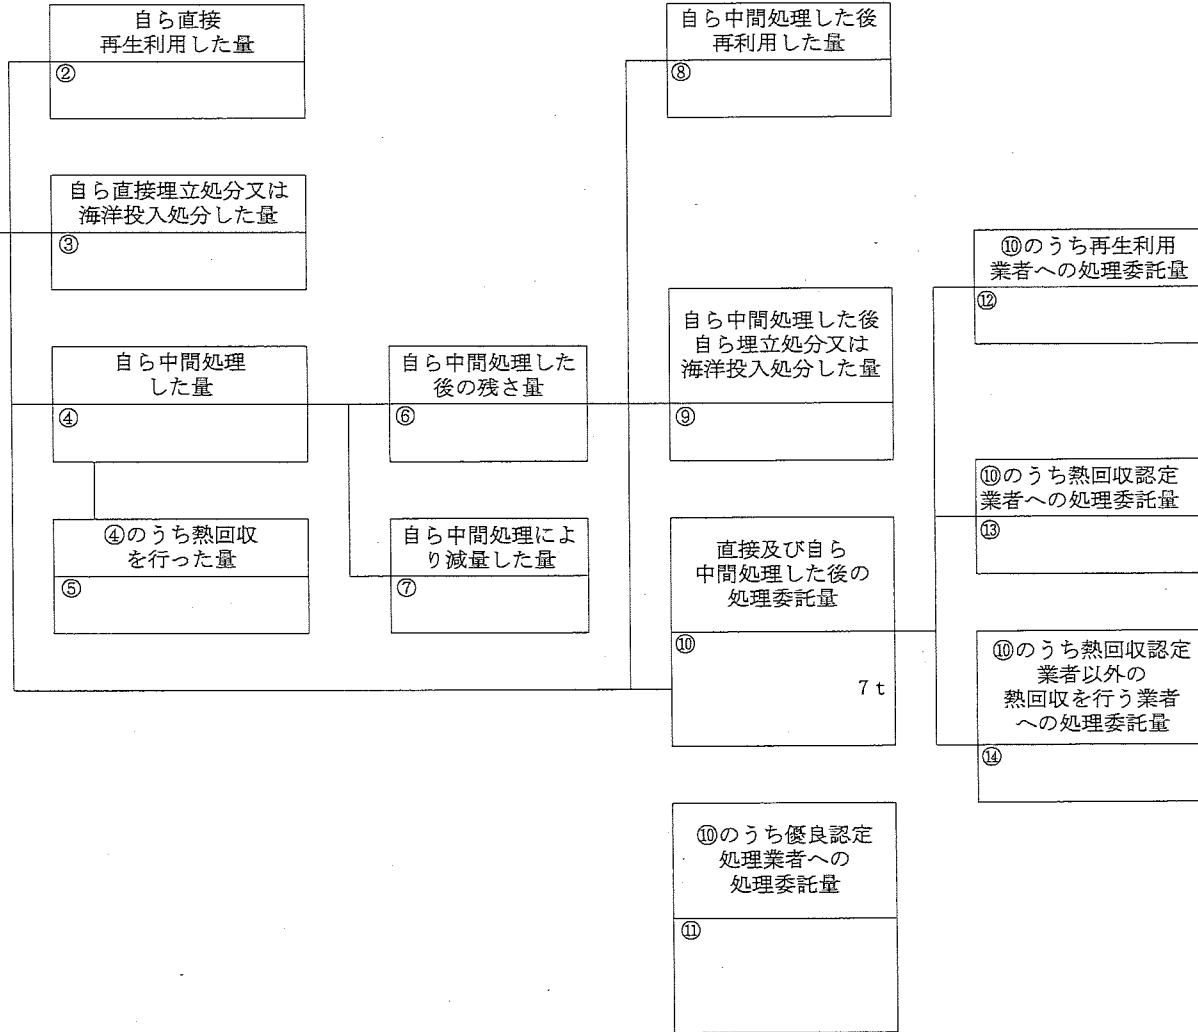 自ら直接
再生利用した量
②
自ら直接埋立処分又は
海洋投入処分した量
③
自ら中間処理
した量
④
④のうち熱回収
を行った量
⑤
自ら中間処理した
後の残さ量
⑥
自ら中間処理によ
り減量した量
⑦
自ら中間処理した後
再利用した量
⑧
自ら中間処理した後
自ら埋立処分又は
海洋投入処分した量
⑨
直接及び自ら
中間処理した後の
処理委託量
⑩
7 t
⑩のうち優良認定
処理業者への
処理委託量
⑪
⑩のうち再生利用
業者への処理委託量
⑫
⑩のうち熱回収認定
業者への処理委託量
⑬
⑩のうち熱回収認定
業者以外の
熱回収を行う業者
への処理委託量
⑭